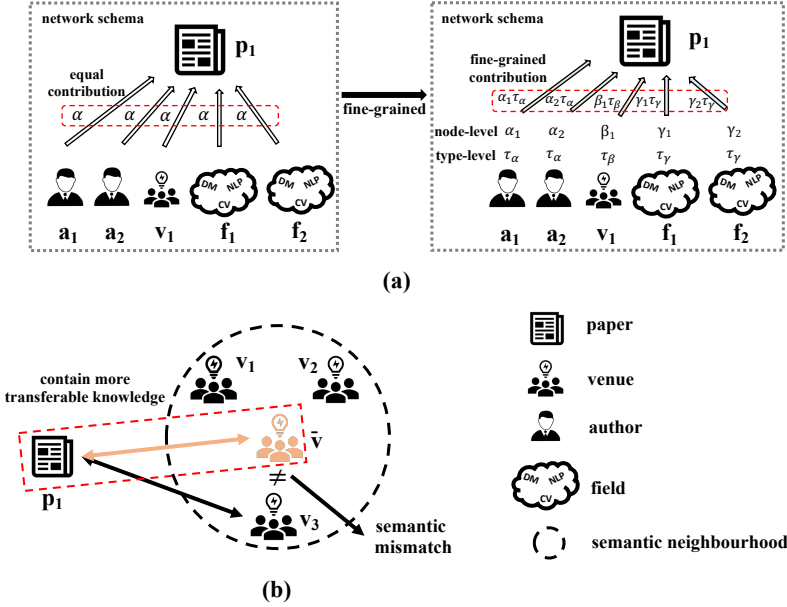 network schema
p1
equal
contribution
α α α α α
DM NLP CV
DM NLP CV
a1 a2 v1 f1 f2
fine-grained
network schema
p1
fine-grained
contribution
α1τα α2τα β1τβ γ1τγ γ2τγ
node-level α1 α2 β1 γ1 γ2
type-level τα τα τβ τγ τγ
DM NLP CV
DM NLP CV
a1 a2 v1 f1 f2
(a)
contain more
transferable knowledge
v1 v2
v̄
p1
≠
v3
semantic
mismatch
(b)
paper
venue
author
DM NLP CV
field
semantic neighbourhood